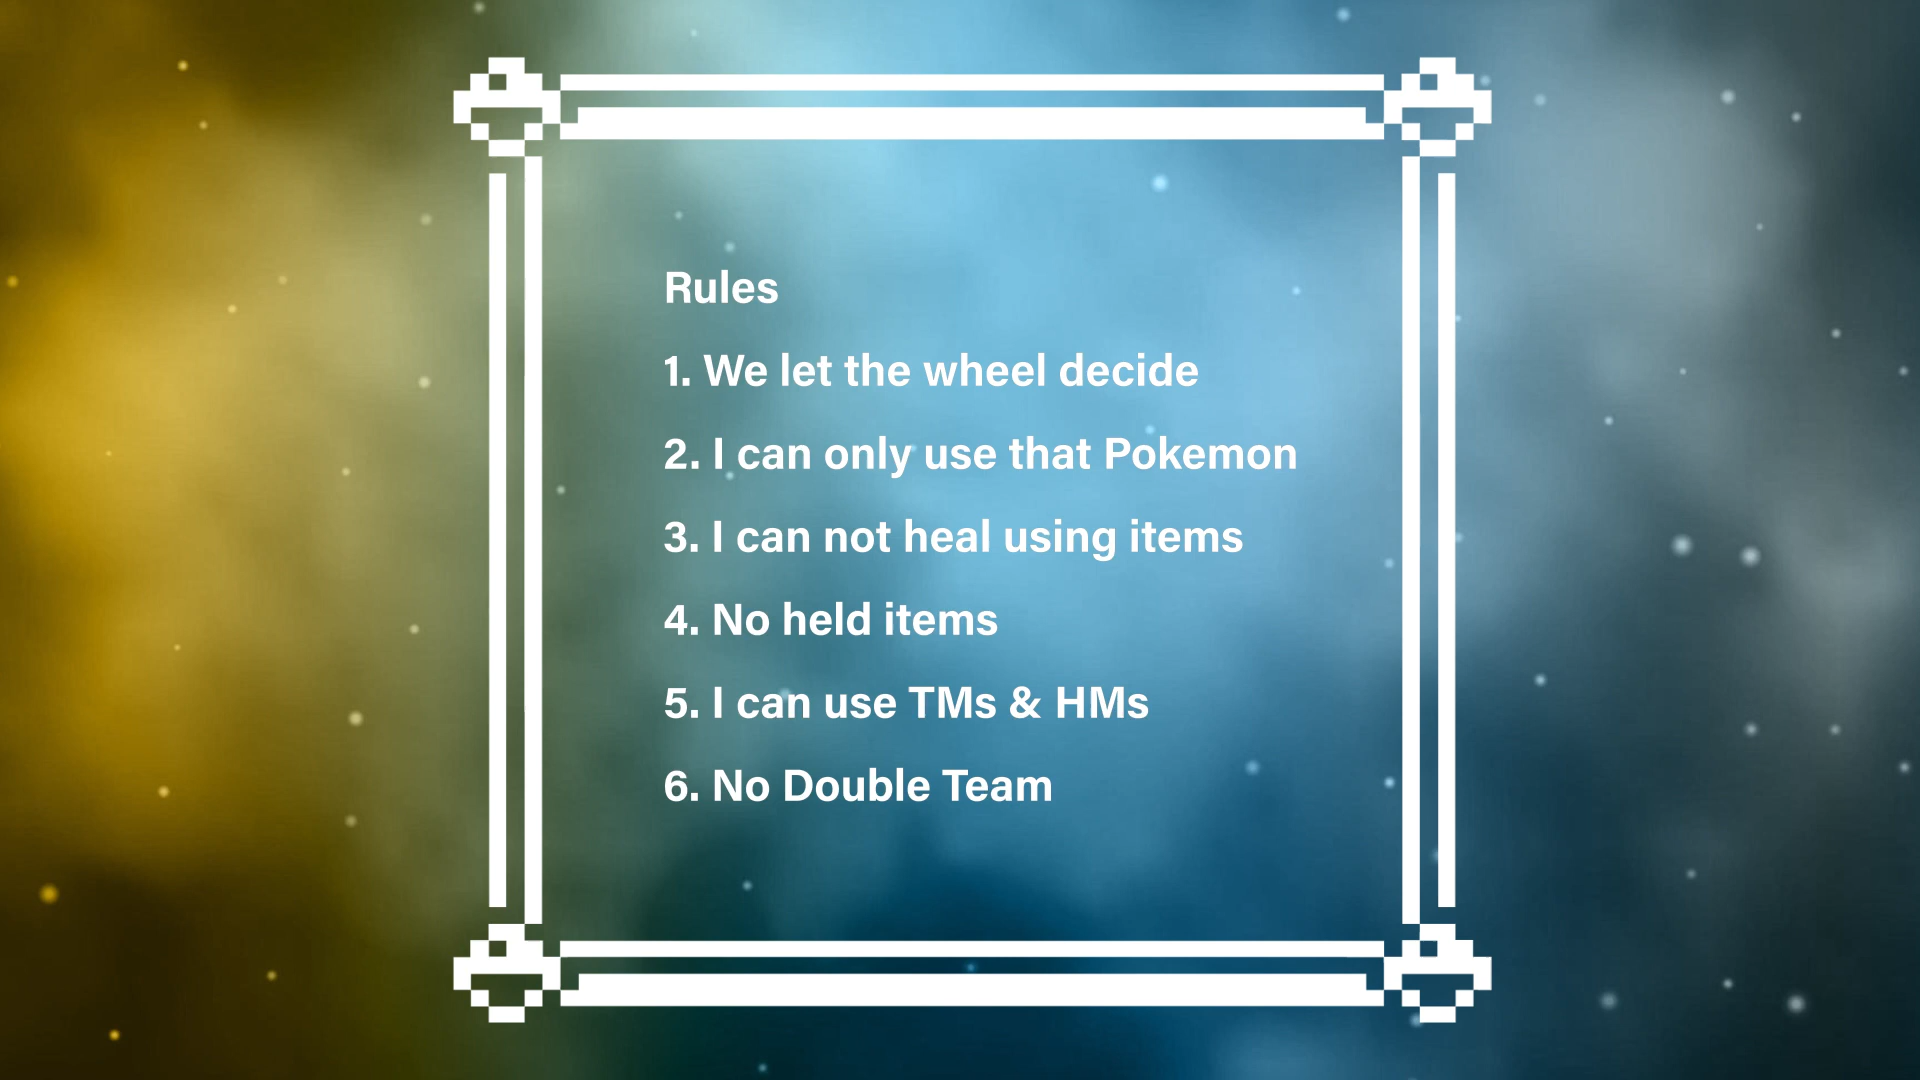 Rules
1. We let the wheel decide
2. I can only use that Pokemon
3. I can not heal using items
4. No held items
5. I can use TMs & HMs
6. No Double Team